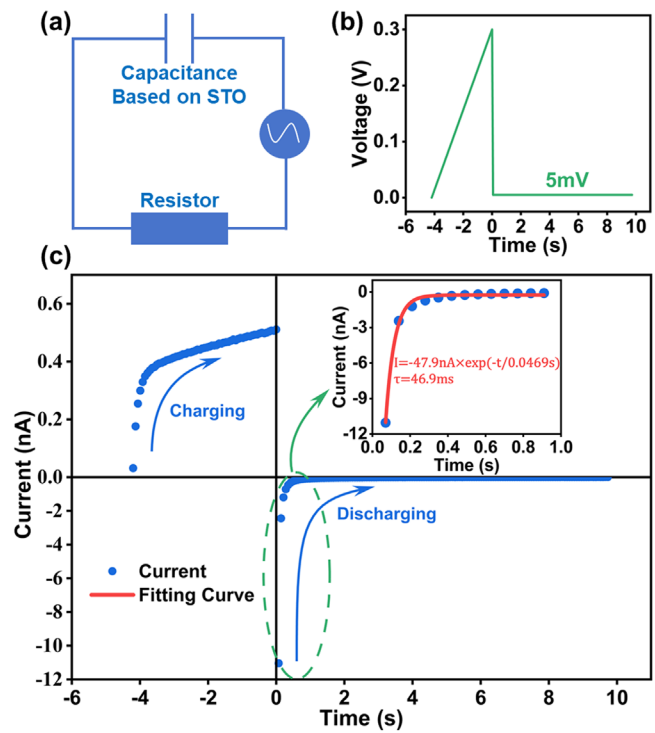 (a)
Capacitance
Based on STO
Resistor
(b)
Voltage (V)
0.3
0.2
0.1
0.0
5mV
-6 -4 -2 0 2 4 6 8 10
Time (s)
(c)
Current (nA)
0.6
0.4
0.2
0.0
-2
-4
-6
-8
-10
-12
Charging
Discharging
Current
Fitting Curve
-6 -4 -2 0 2 4 6 8 10
Time (s)
Current (nA)
0
-3
-6
-9
-12
I=-47.9nA×exp(-t/0.0469s)
τ=46.9ms
0.0 0.2 0.4 0.6 0.8 1.0
Time (s)